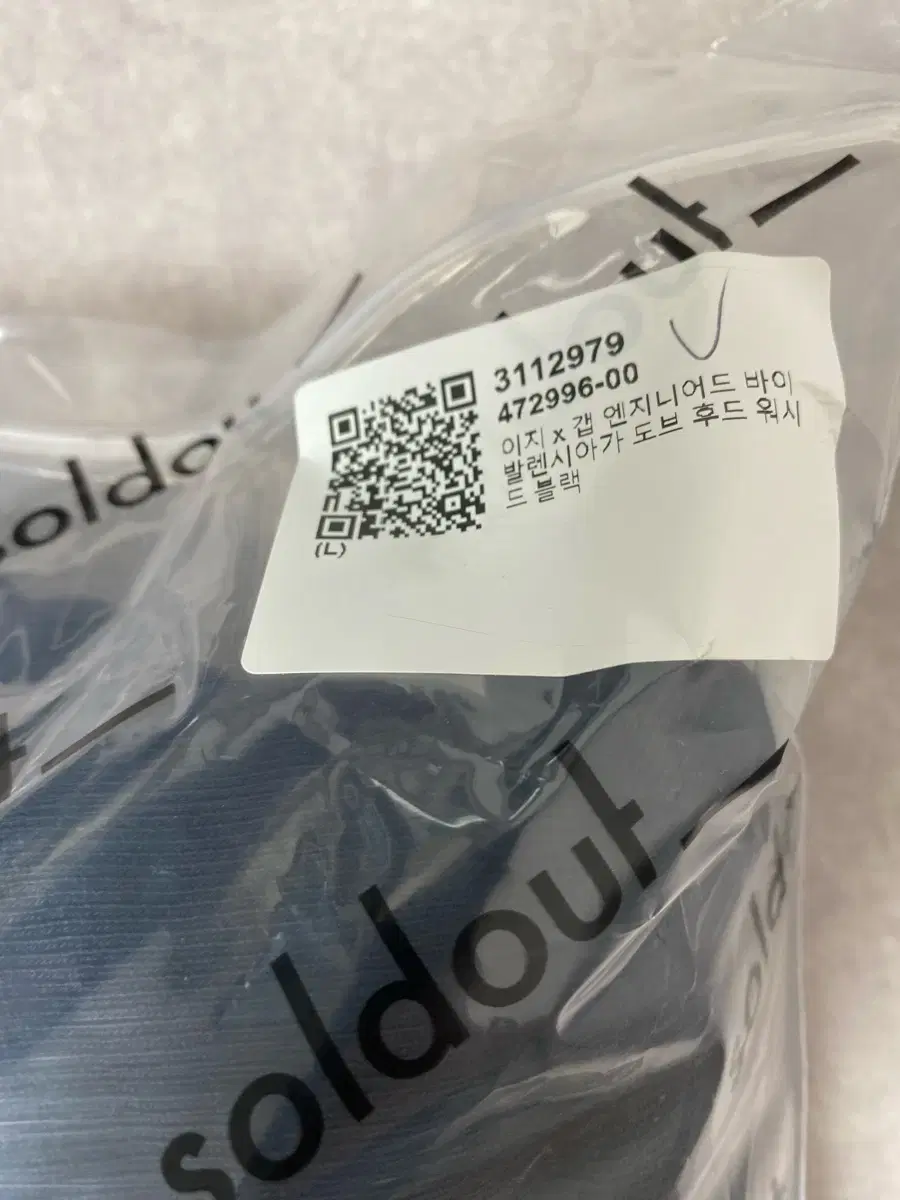 soldout
3112979
472996-00
이지 x 갭 엔지니어드 바이
발렌시아가 도브 후드 워시
드 블랙
(L)
soldout